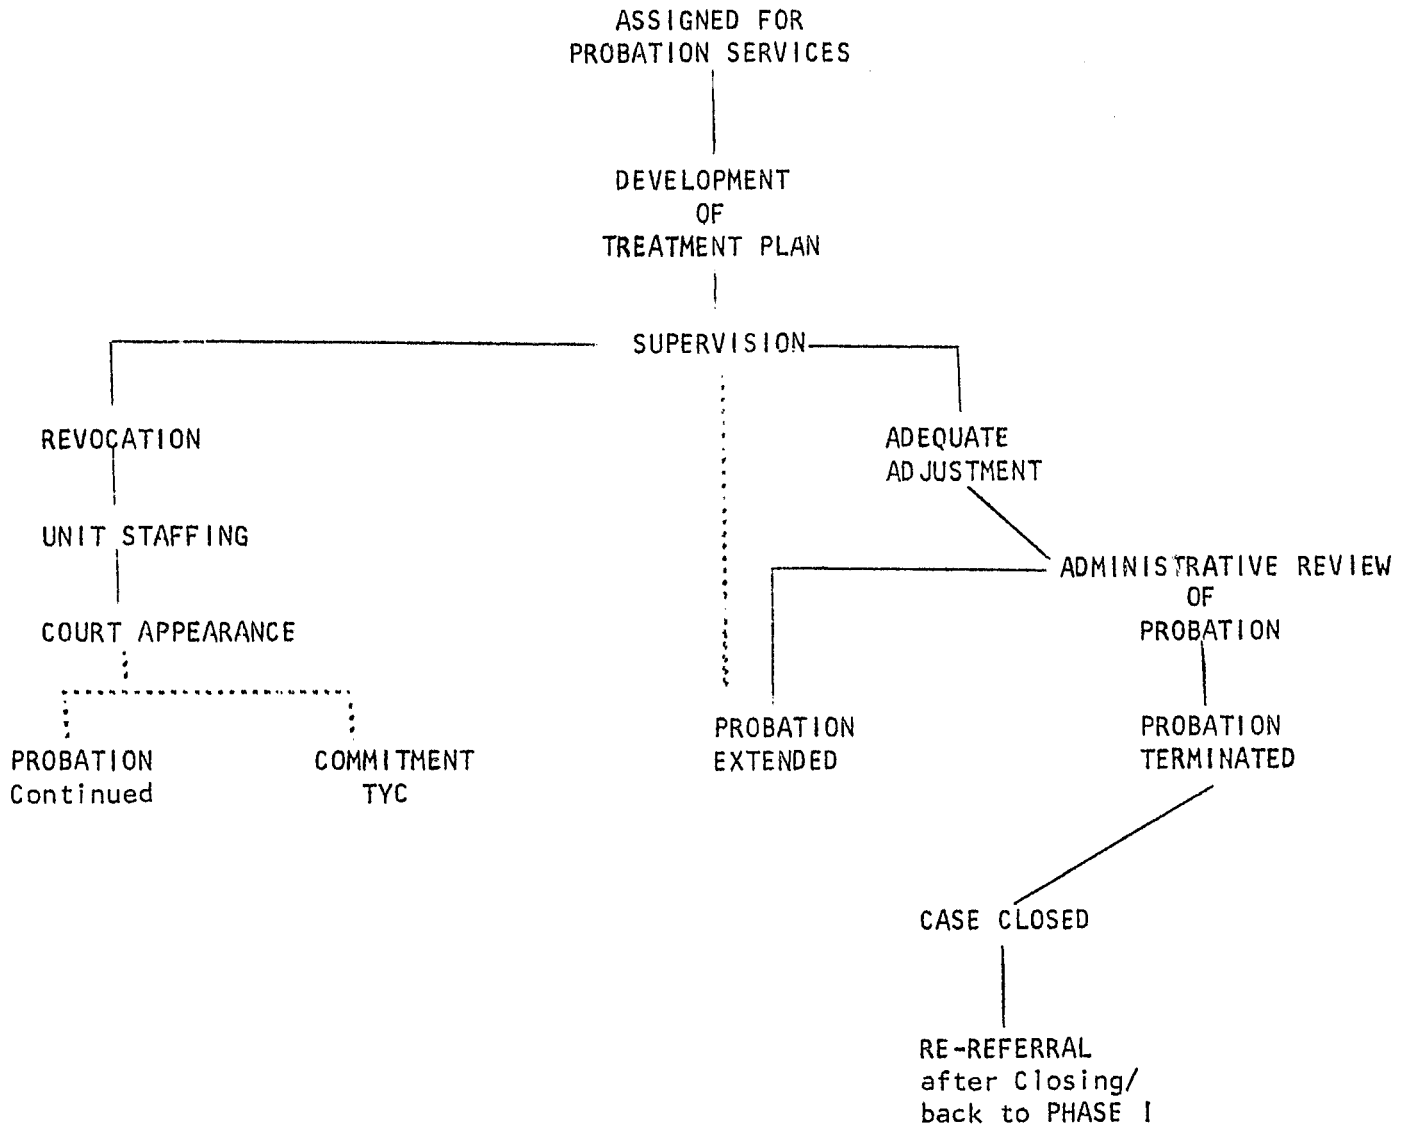 ASSIGNED FOR
PROBATION SERVICES
DEVELOPMENT
OF
TREATMENT PLAN
SUPERVISION
REVOCATION
ADEQUATE
ADJUSTMENT
UNIT STAFFING
ADMINISTRATIVE REVIEW
OF
PROBATION
COURT APPEARANCE
PROBATION
Continued
COMMITMENT
TYC
PROBATION
EXTENDED
PROBATION
TERMINATED
CASE CLOSED
RE-REFERRAL
after Closing/
back to PHASE I